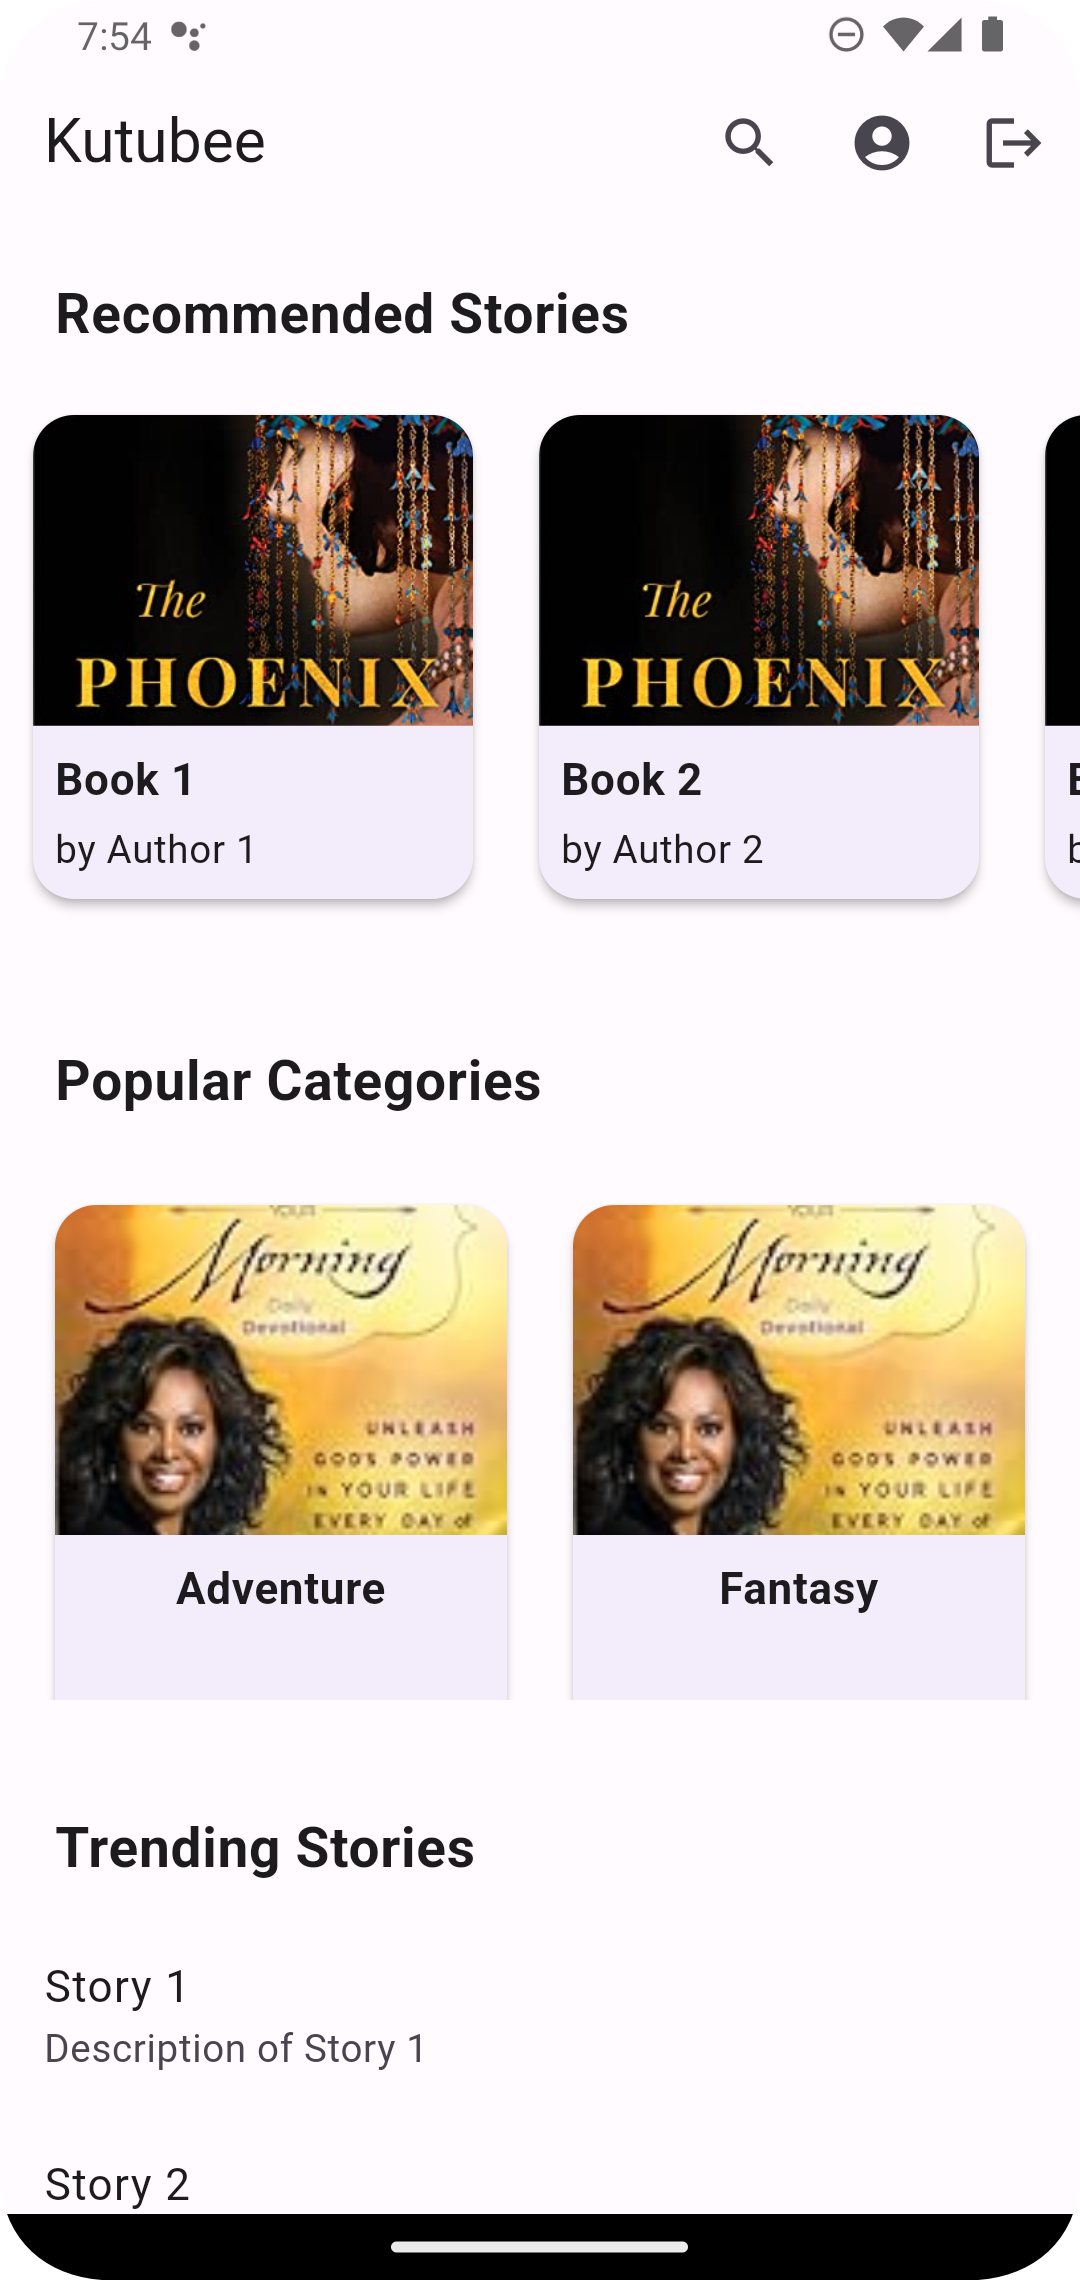 7:54
Kutubee
Recommended Stories
The
PHOENIX
The
PHOENIX
Book 1
by Author 1
Book 2
by Author 2
Popular Categories
YOUR
Morning
Daily
Devotional
UNLEASH
GOD'S POWER
IN YOUR LIFE
EVERY DAY of
YOUR
Morning
Daily
Devotional
UNLEASH
GOD'S POWER
IN YOUR LIFE
EVERY DAY of
Adventure
Fantasy
Trending Stories
Story 1
Description of Story 1
Story 2